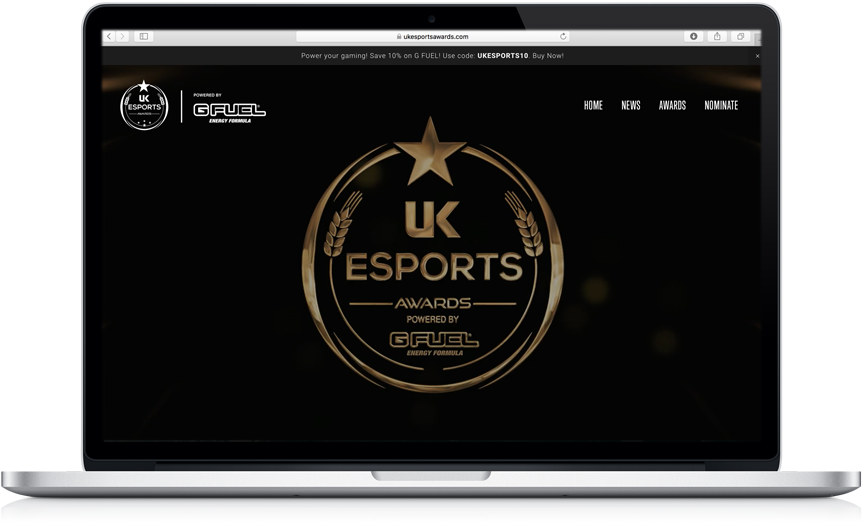 ukesportsawards.com
Power your gaming! Save 10% on G FUEL! Use code: UKESPORTS10. Buy Now!
UK
ESPORTS
AWARDS
POWERED BY
G FUEL
ENERGY FORMULA
HOME NEWS AWARDS NOMINATE
UK
ESPORTS
AWARDS
POWERED BY
G FUEL
ENERGY FORMULA